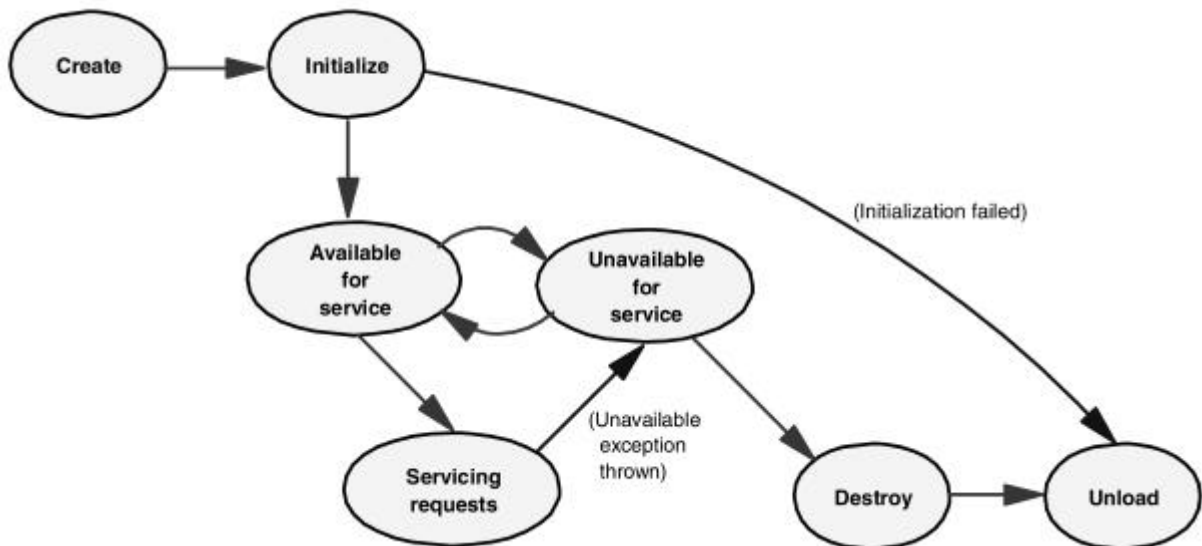 Create
Initialize
(Initialization failed)
Available
for
service
Unavailable
for
service
(Unavailable
exception
thrown)
Servicing
requests
Destroy
Unload